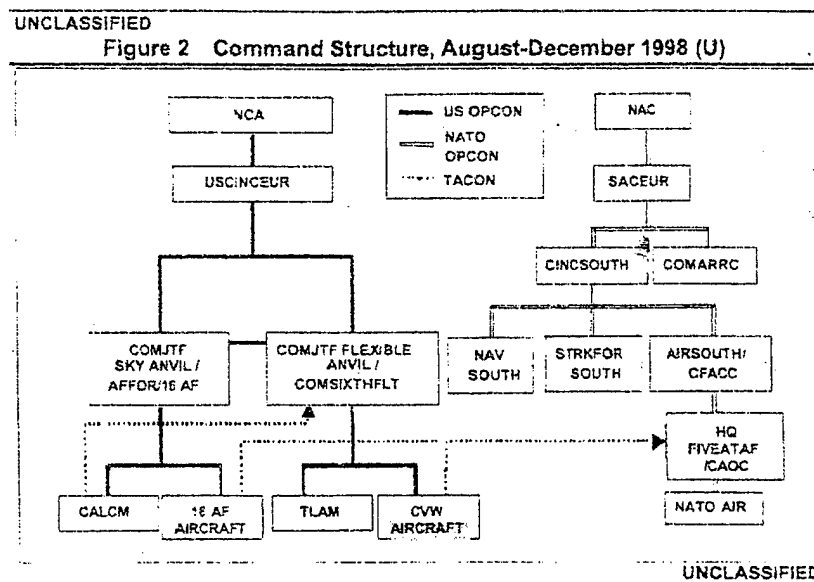 UNCLASSIFIED
Figure 2 Command Structure, August-December 1998 (U)
NCA
US OPCON
NATO
OPCON
TACON
NAC
USCINCEUR
SACEUR
CINCSOUTH
COMARRC
COMJTF
SKY ANVIL /
AFFOR/16 AF
COMJTF FLEXIBLE
ANVIL /
COMSIXTHFLT
NAV
SOUTH
STRKFOR
SOUTH
AIRSOUTH/
CFACC
HQ
FIVEATAF
/CAOC
CALCM
16 AF
AIRCRAFT
TLAM
CVW
AIRCRAFT
NATO AIR
UNCLASSIFIED